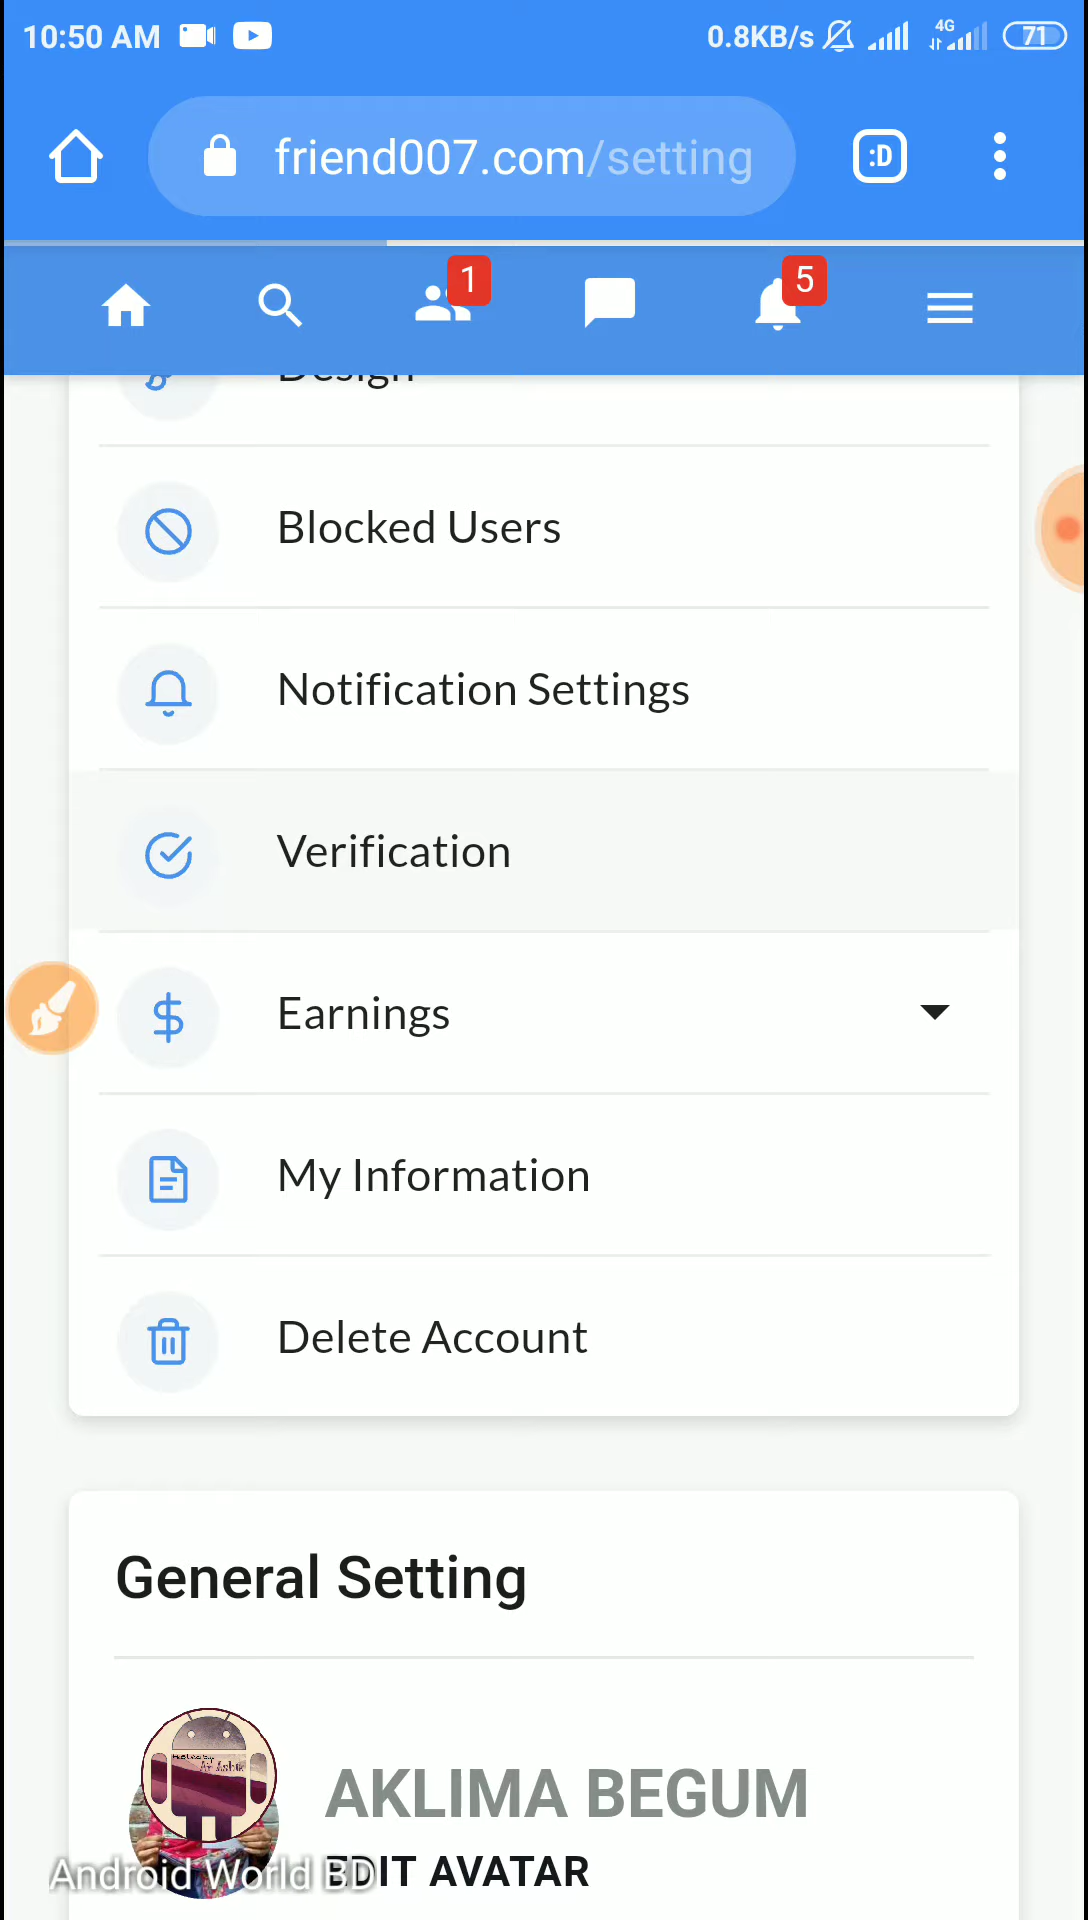 10:50 AM 0.8KB/s 4G 71
friend007.com/setting :D
1 5
Design
Blocked Users
Notification Settings
Verification
Earnings
My Information
Delete Account
General Setting
AKLIMA BEGUM
EDIT AVATAR
Android World BD